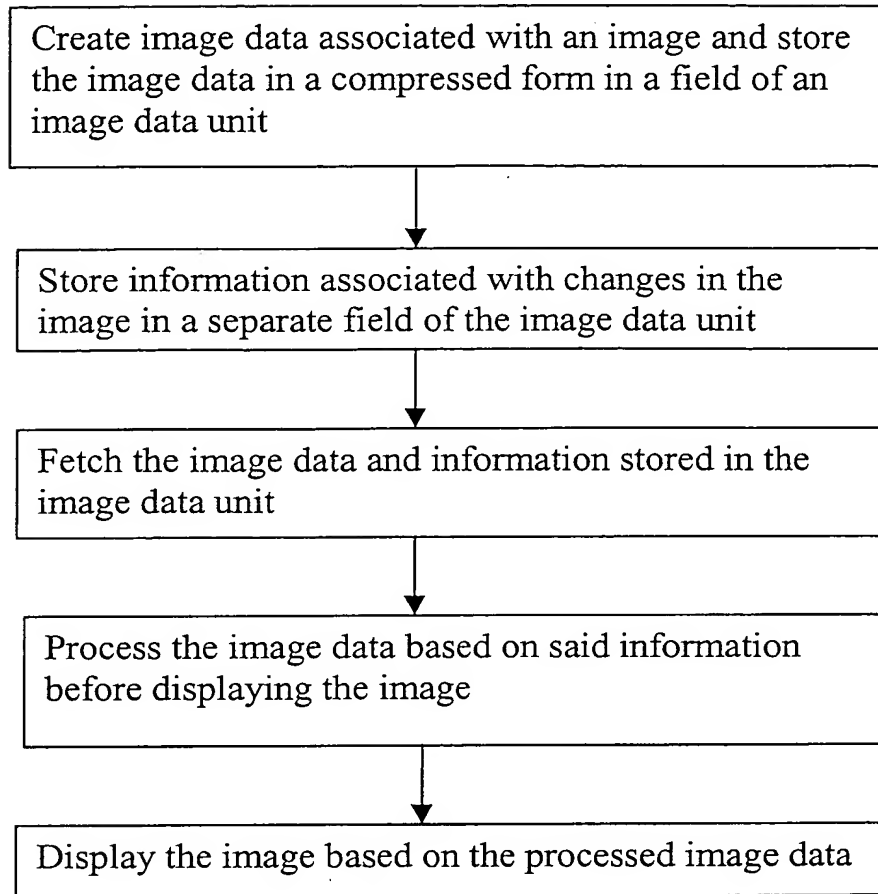 Create image data associated with an image and store
the image data in a compressed form in a field of an
image data unit
Store information associated with changes in the
image in a separate field of the image data unit
Fetch the image data and information stored in the
image data unit
Process the image data based on said information
before displaying the image
Display the image based on the processed image data